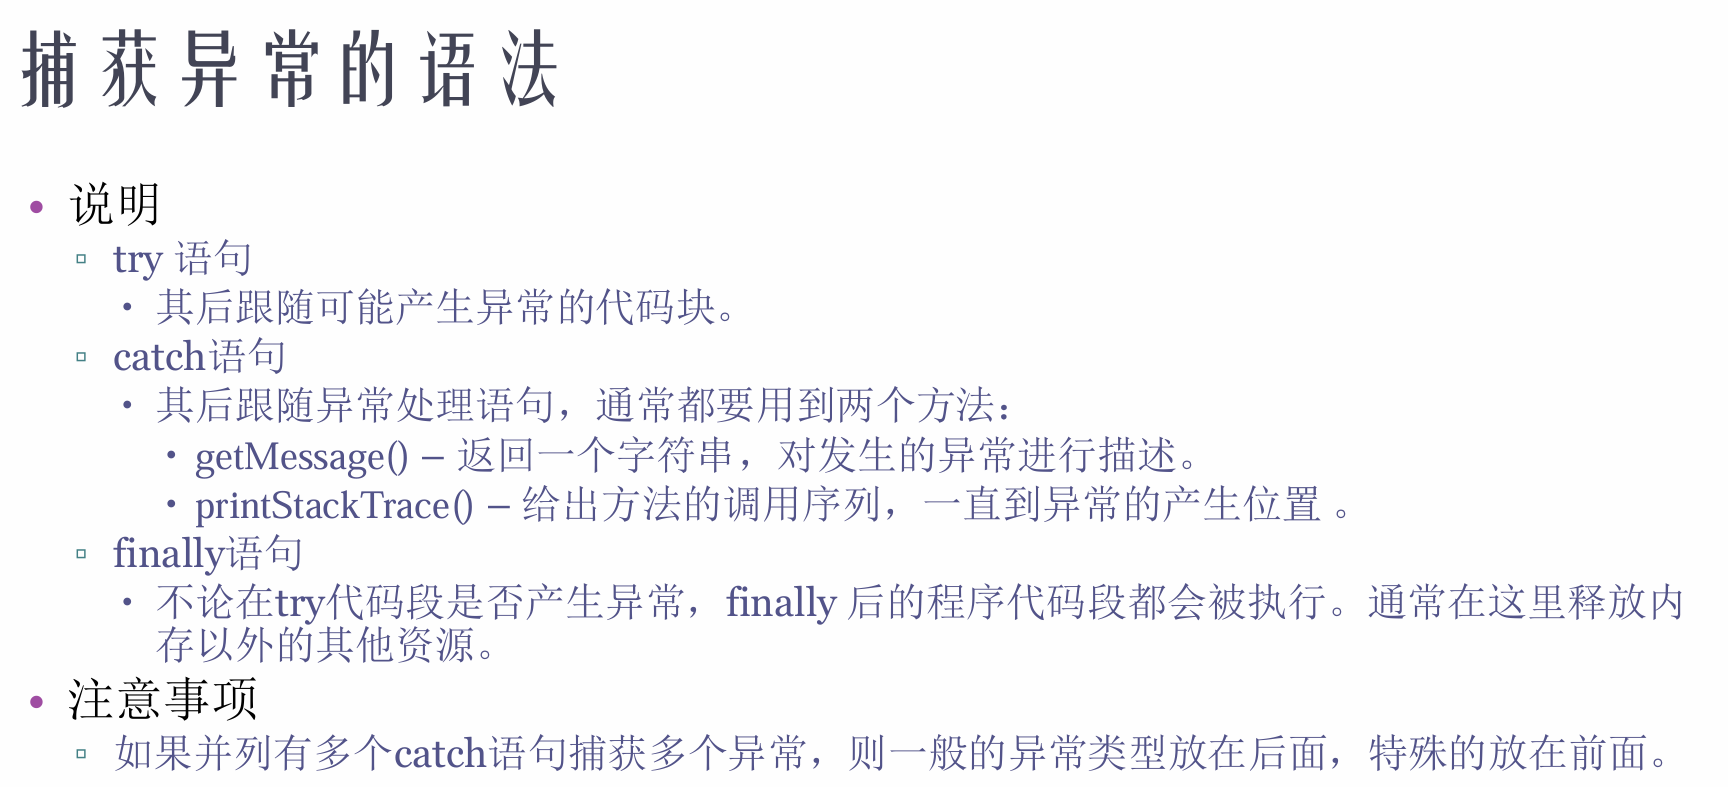 捕获异常的语法
• 说明
▫ try 语句
• 其后跟随可能产生异常的代码块。
▫ catch语句
• 其后跟随异常处理语句，通常都要用到两个方法：
• getMessage() – 返回一个字符串，对发生的异常进行描述。
• printStackTrace() – 给出方法的调用序列，一直到异常的产生位置 。
▫ finally语句
• 不论在try代码段是否产生异常，finally 后的程序代码段都会被执行。通常在这里释放内
存以外的其他资源。
• 注意事项
▫ 如果并列有多个catch语句捕获多个异常，则一般的异常类型放在后面，特殊的放在前面。